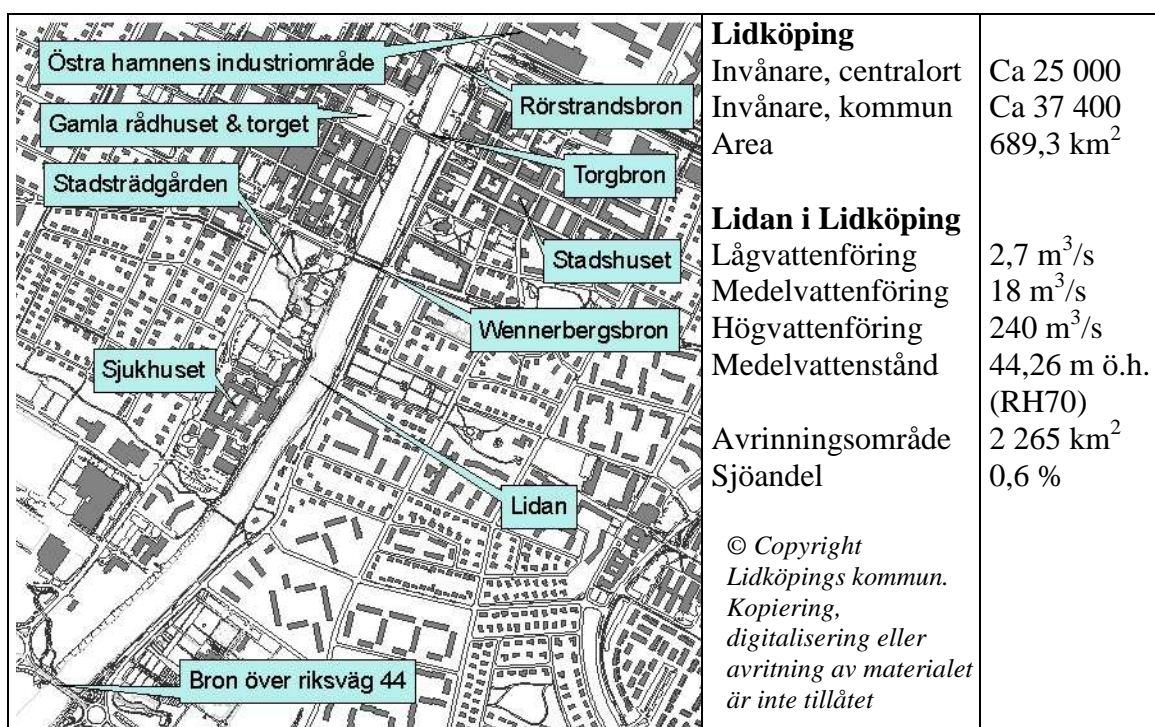 Östra hamnens industriområde
Rörstrandsbron
Gamla rådhuset & torget
Torgbron
Stadsträdgården
Stadshuset
Wennerbergsbron
Sjukhuset
Lidan
Bron över riksväg 44
Lidköping
Invånare, centralort Ca 25 000
Invånare, kommun Ca 37 400
Area 689,3 km²
Lidan i Lidköping
Lågvattenföring 2,7 m³/s
Medelvattenföring 18 m³/s
Högvattenföring 240 m³/s
Medelvattenstånd 44,26 m ö.h.
(RH70)
Avrinningsområde 2 265 km²
Sjöandel 0,6 %
© Copyright
Lidköpings kommun.
Kopiering,
digitalisering eller
avritning av materialet
är inte tillåtet